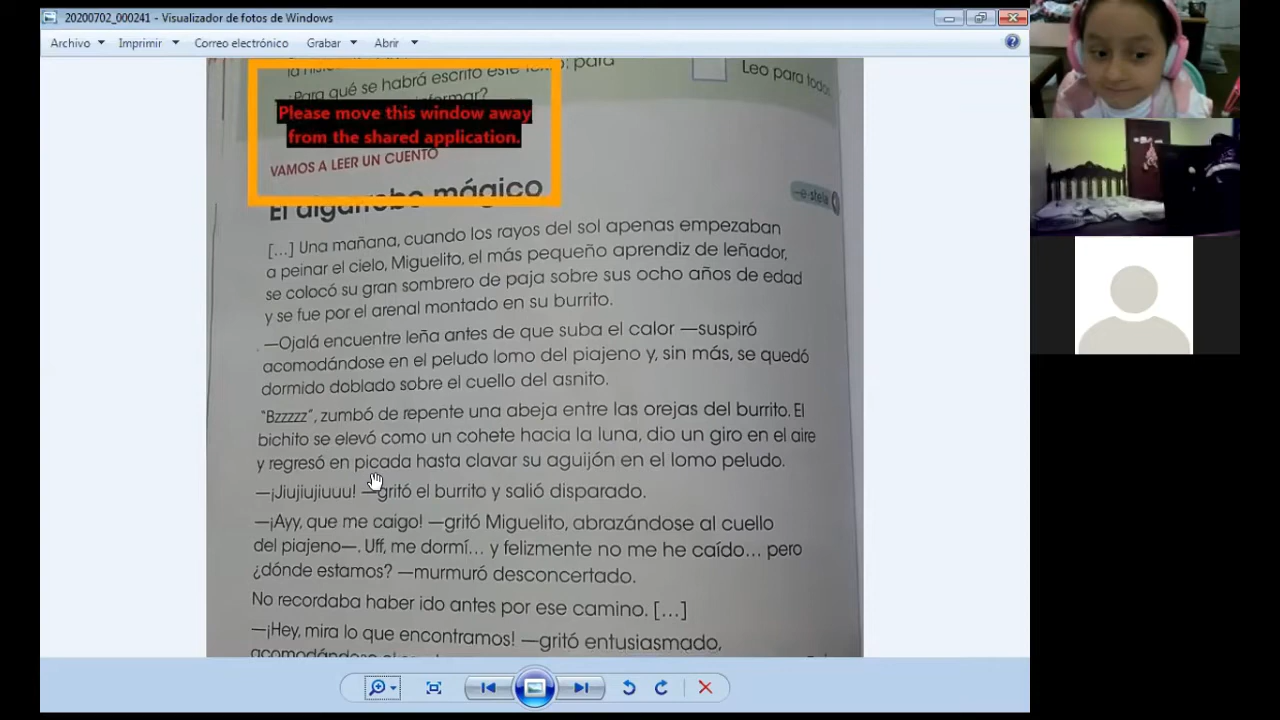 20200702_000241 - Visualizador de fotos de Windows
Archivo Imprimir Correo electrónico Grabar Abrir
¿Para qué se habrá escrito este texto: para
Leo para todos
Please move this window away
from the shared application.
VAMOS A LEER UN CUENTO
El algarrobo mágico
[...] Una mañana, cuando los rayos del sol apenas empezaban
a peinar el cielo, Miguelito, el más pequeño aprendiz de leñador,
se colocó su gran sombrero de paja sobre sus ocho años de edad
y se fue por el arenal montado en su burrito.
—Ojalá encuentre leña antes de que suba el calor —suspiró
acomodándose en el peludo lomo del piajeno y, sin más, se quedó
dormido doblado sobre el cuello del asnito.
"Bzzzzz", zumbó de repente una abeja entre las orejas del burrito. El
bichito se elevó como un cohete hacia la luna, dio un giro en el aire
y regresó en picada hasta clavar su aguijón en el lomo peludo.
—¡Jiujiujiuuu! —gritó el burrito y salió disparado.
—¡Ayy, que me caigo! —gritó Miguelito, abrazándose al cuello
del piajeno—. Uff, me dormí... y felizmente no me he caído... pero
¿dónde estamos? —murmuró desconcertado.
No recordaba haber ido antes por ese camino. [...]
—¡Hey, mira lo que encontramos! —gritó entusiasmado,